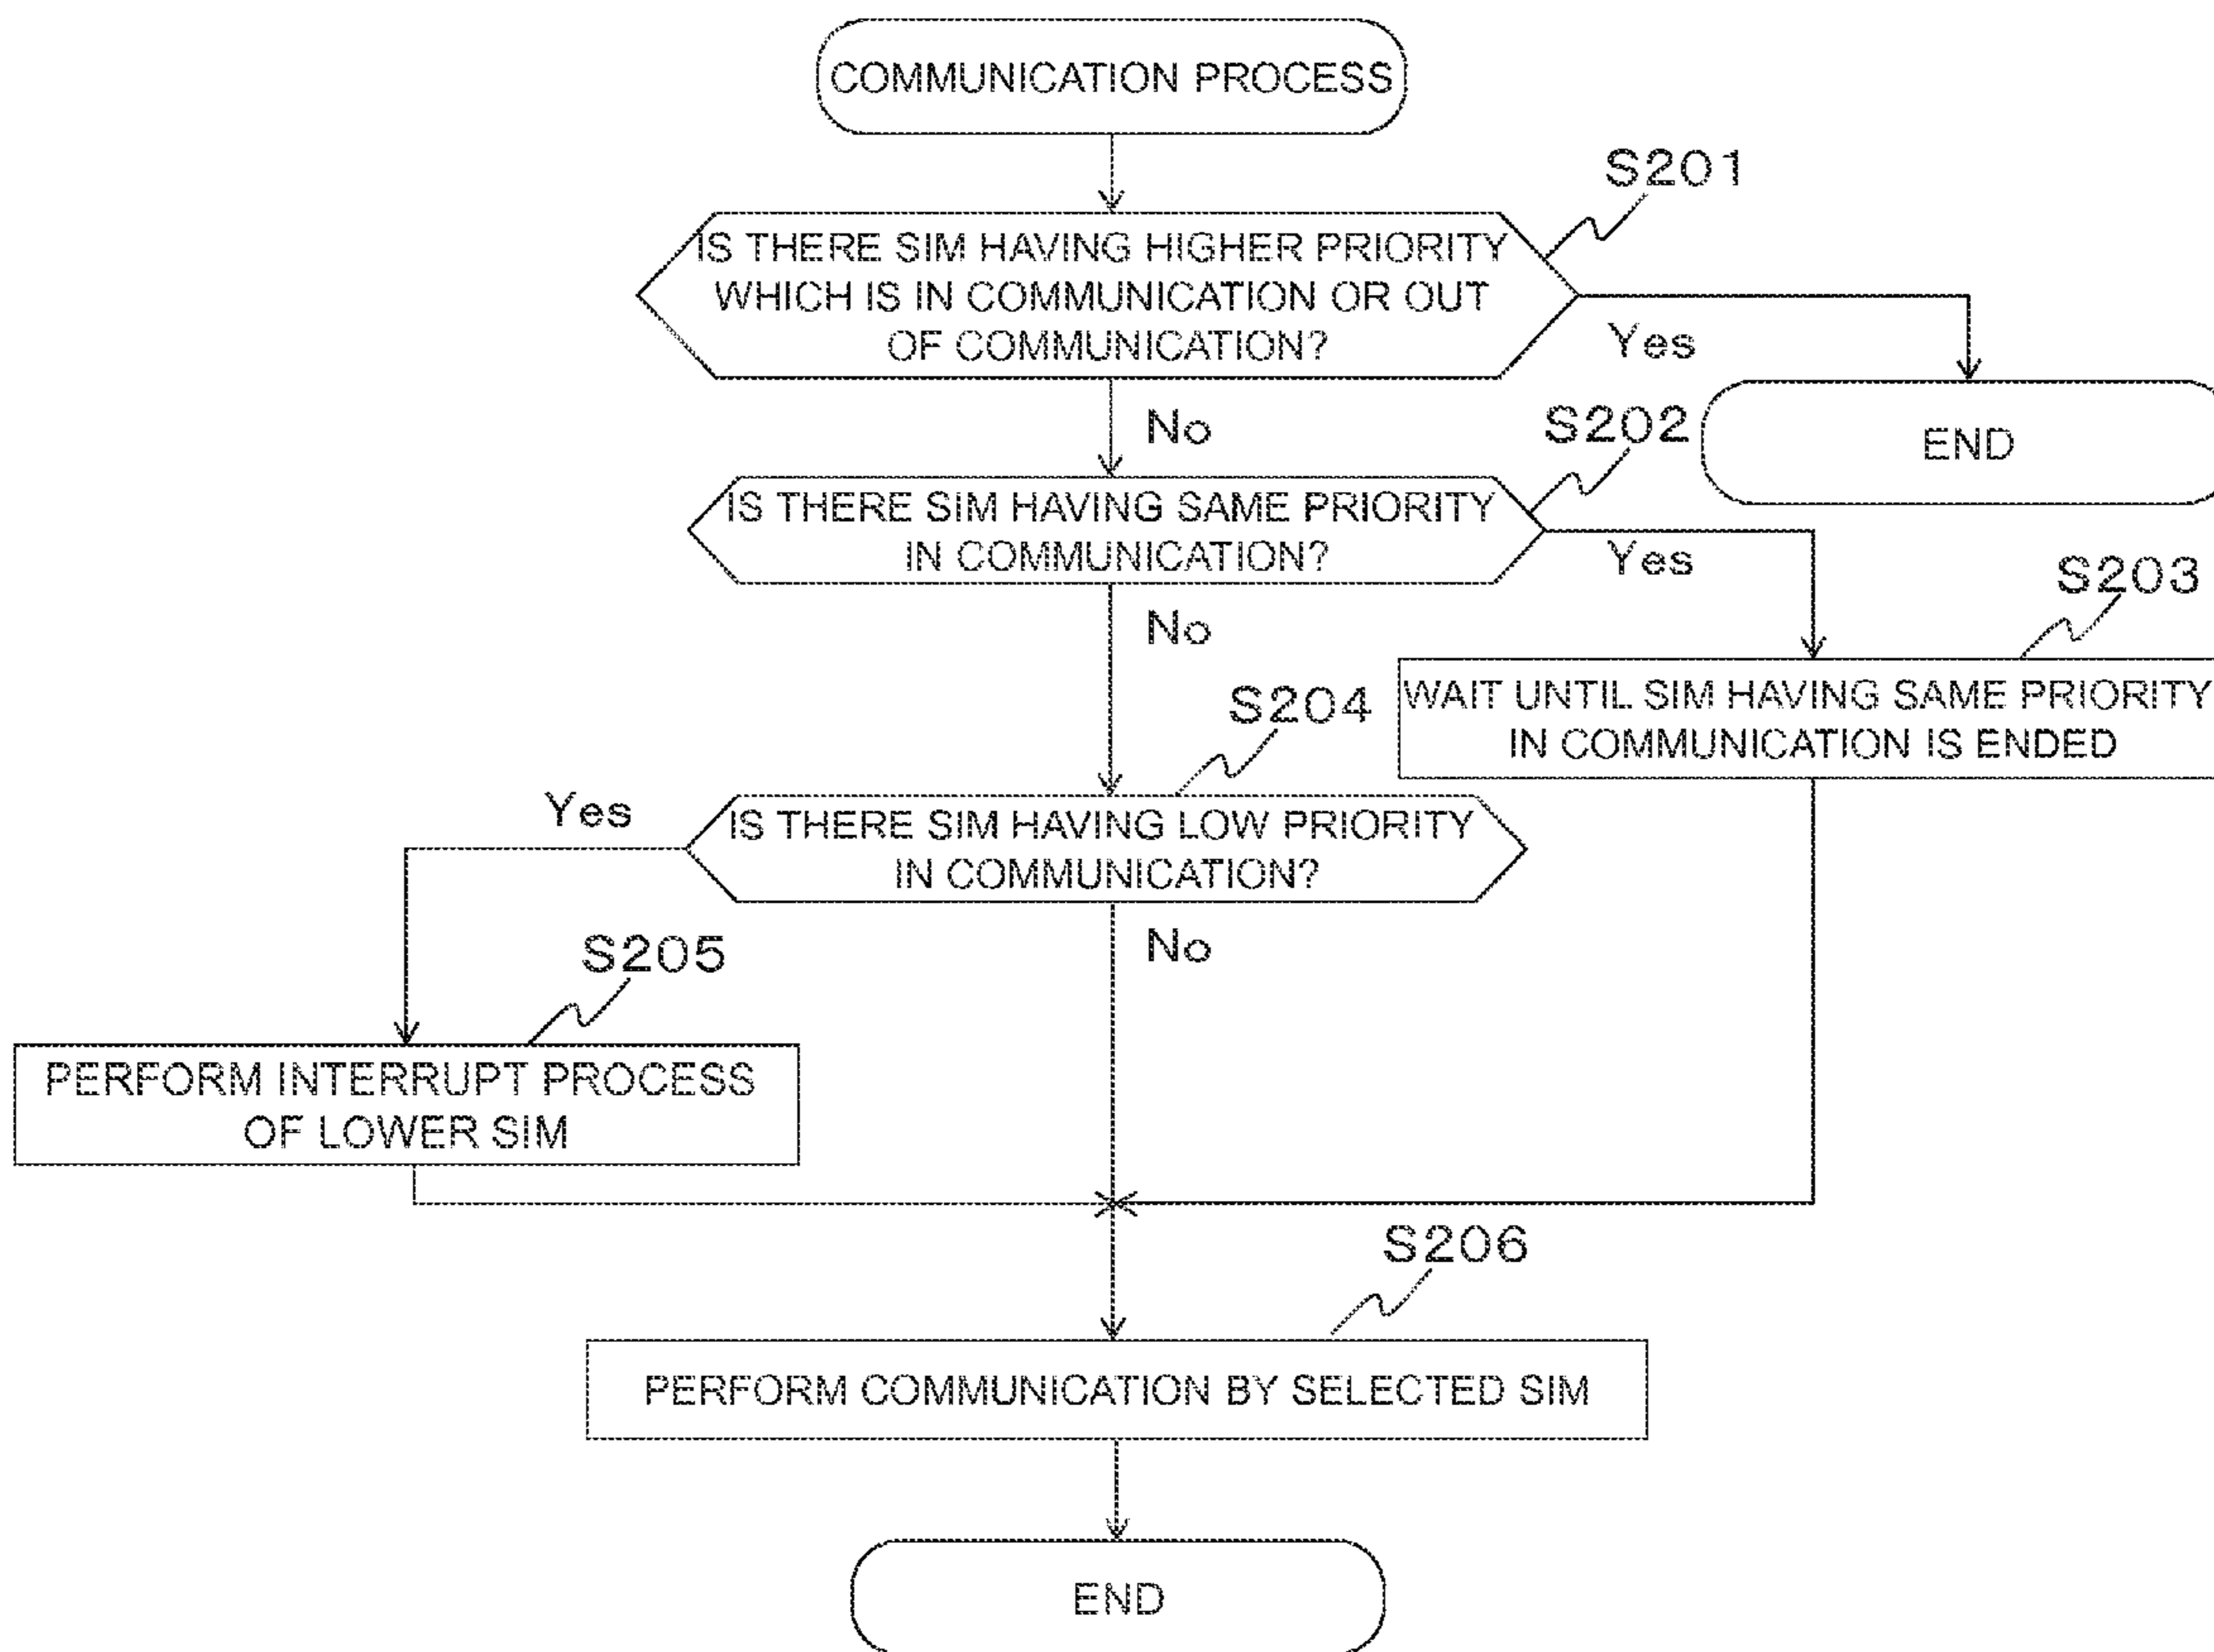 COMMUNICATION PROCESS
S201
IS THERE SIM HAVING HIGHER PRIORITY
WHICH IS IN COMMUNICATION OR OUT
OF COMMUNICATION?
Yes
No
END
S202
IS THERE SIM HAVING SAME PRIORITY
IN COMMUNICATION?
Yes
No
S203
WAIT UNTIL SIM HAVING SAME PRIORITY
IN COMMUNICATION IS ENDED
S204
IS THERE SIM HAVING LOW PRIORITY
IN COMMUNICATION?
Yes
No
S205
PERFORM INTERRUPT PROCESS
OF LOWER SIM
S206
PERFORM COMMUNICATION BY SELECTED SIM
END